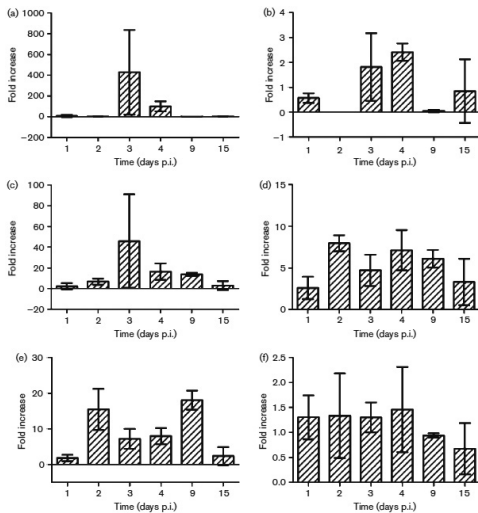 (a)
Fold increase
1000
800
600
400
200
0
−200
1 2 3 4 9 15
Time (days p.i.)
(b)
Fold increase
4
3
2
1
0
−1
1 2 3 4 9 15
Time (days p.i.)
(c)
Fold increase
100
80
60
40
20
0
−20
1 2 3 4 9 15
Time (days p.i.)
(d)
Fold increase
15
10
5
0
1 2 3 4 9 15
Time (days p.i.)
(e)
Fold increase
30
20
10
0
1 2 3 4 9 15
Time (days p.i.)
(f)
Fold increase
2.5
2.0
1.5
1.0
0.5
0.0
1 2 3 4 9 15
Time (days p.i.)